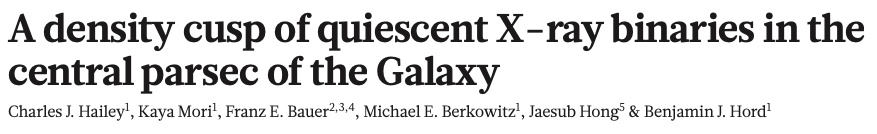 A density cusp of quiescent X-ray binaries in the
central parsec of the Galaxy
Charles J. Hailey¹, Kaya Mori¹, Franz E. Bauer²,³,⁴, Michael E. Berkowitz¹, Jaesub Hong⁵ & Benjamin J. Hord¹